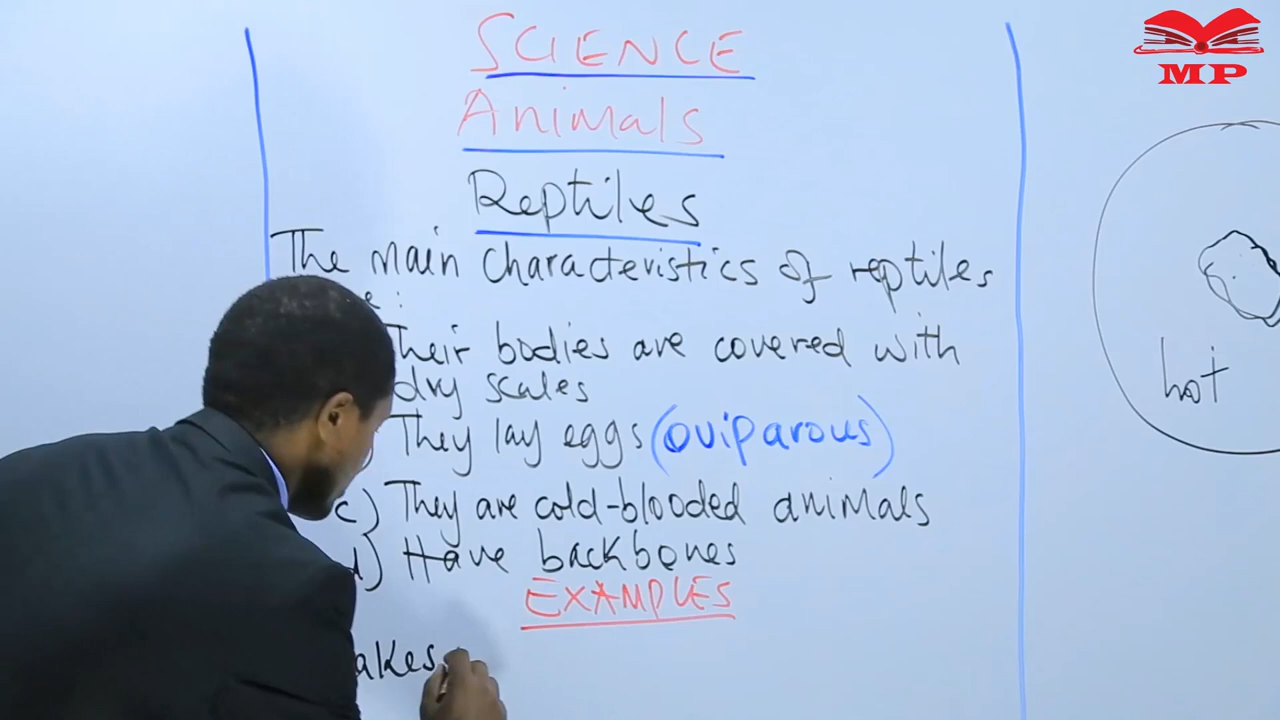 SCIENCE
Animals
Reptiles
The main characteristics of reptiles
Their bodies are covered with
dry scales
They lay eggs (oviparous)
c) They are cold-blooded animals
d) Have backbones
EXAMPLES
akes
hot
MP